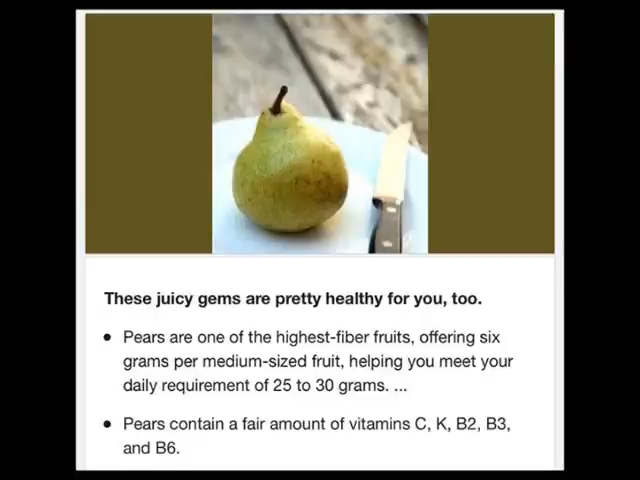 These juicy gems are pretty healthy for you, too.
• Pears are one of the highest-fiber fruits, offering six
grams per medium-sized fruit, helping you meet your
daily requirement of 25 to 30 grams. ...
• Pears contain a fair amount of vitamins C, K, B2, B3,
and B6.